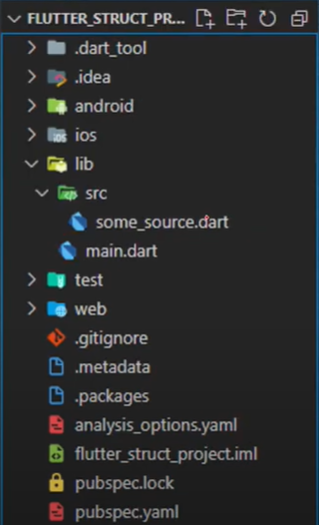 FLUTTER_STRUCT_PR...
.dart_tool
.idea
android
ios
lib
src
some_source.dart
main.dart
test
web
.gitignore
.metadata
.packages
analysis_options.yaml
flutter_struct_project.iml
pubspec.lock
pubspec.yaml